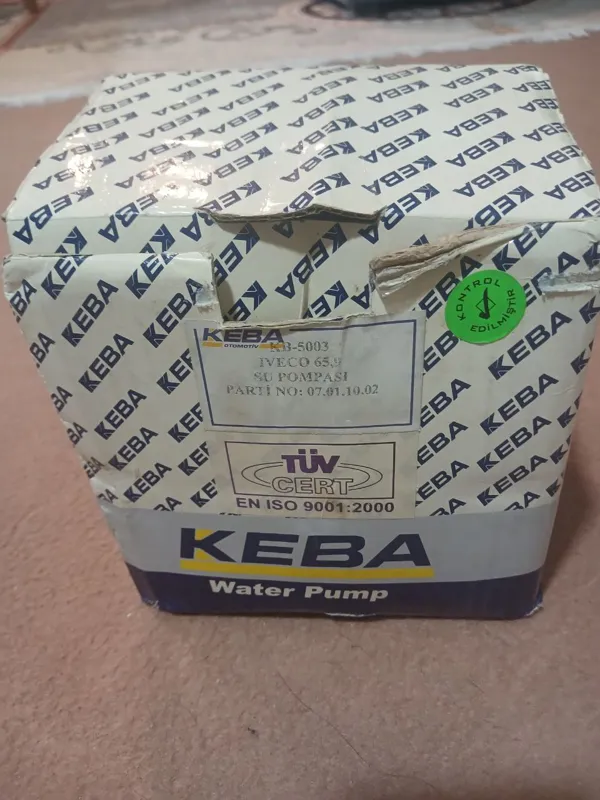 KEBA
OTOMOTİV
KB-5003
IVECO 65,9
SU POMPASI
PARTİ NO: 07.01.10.02
KONTROL
EDİLMİŞTİR
TÜV
CERT
EN ISO 9001:2000
KEBA
Water Pump